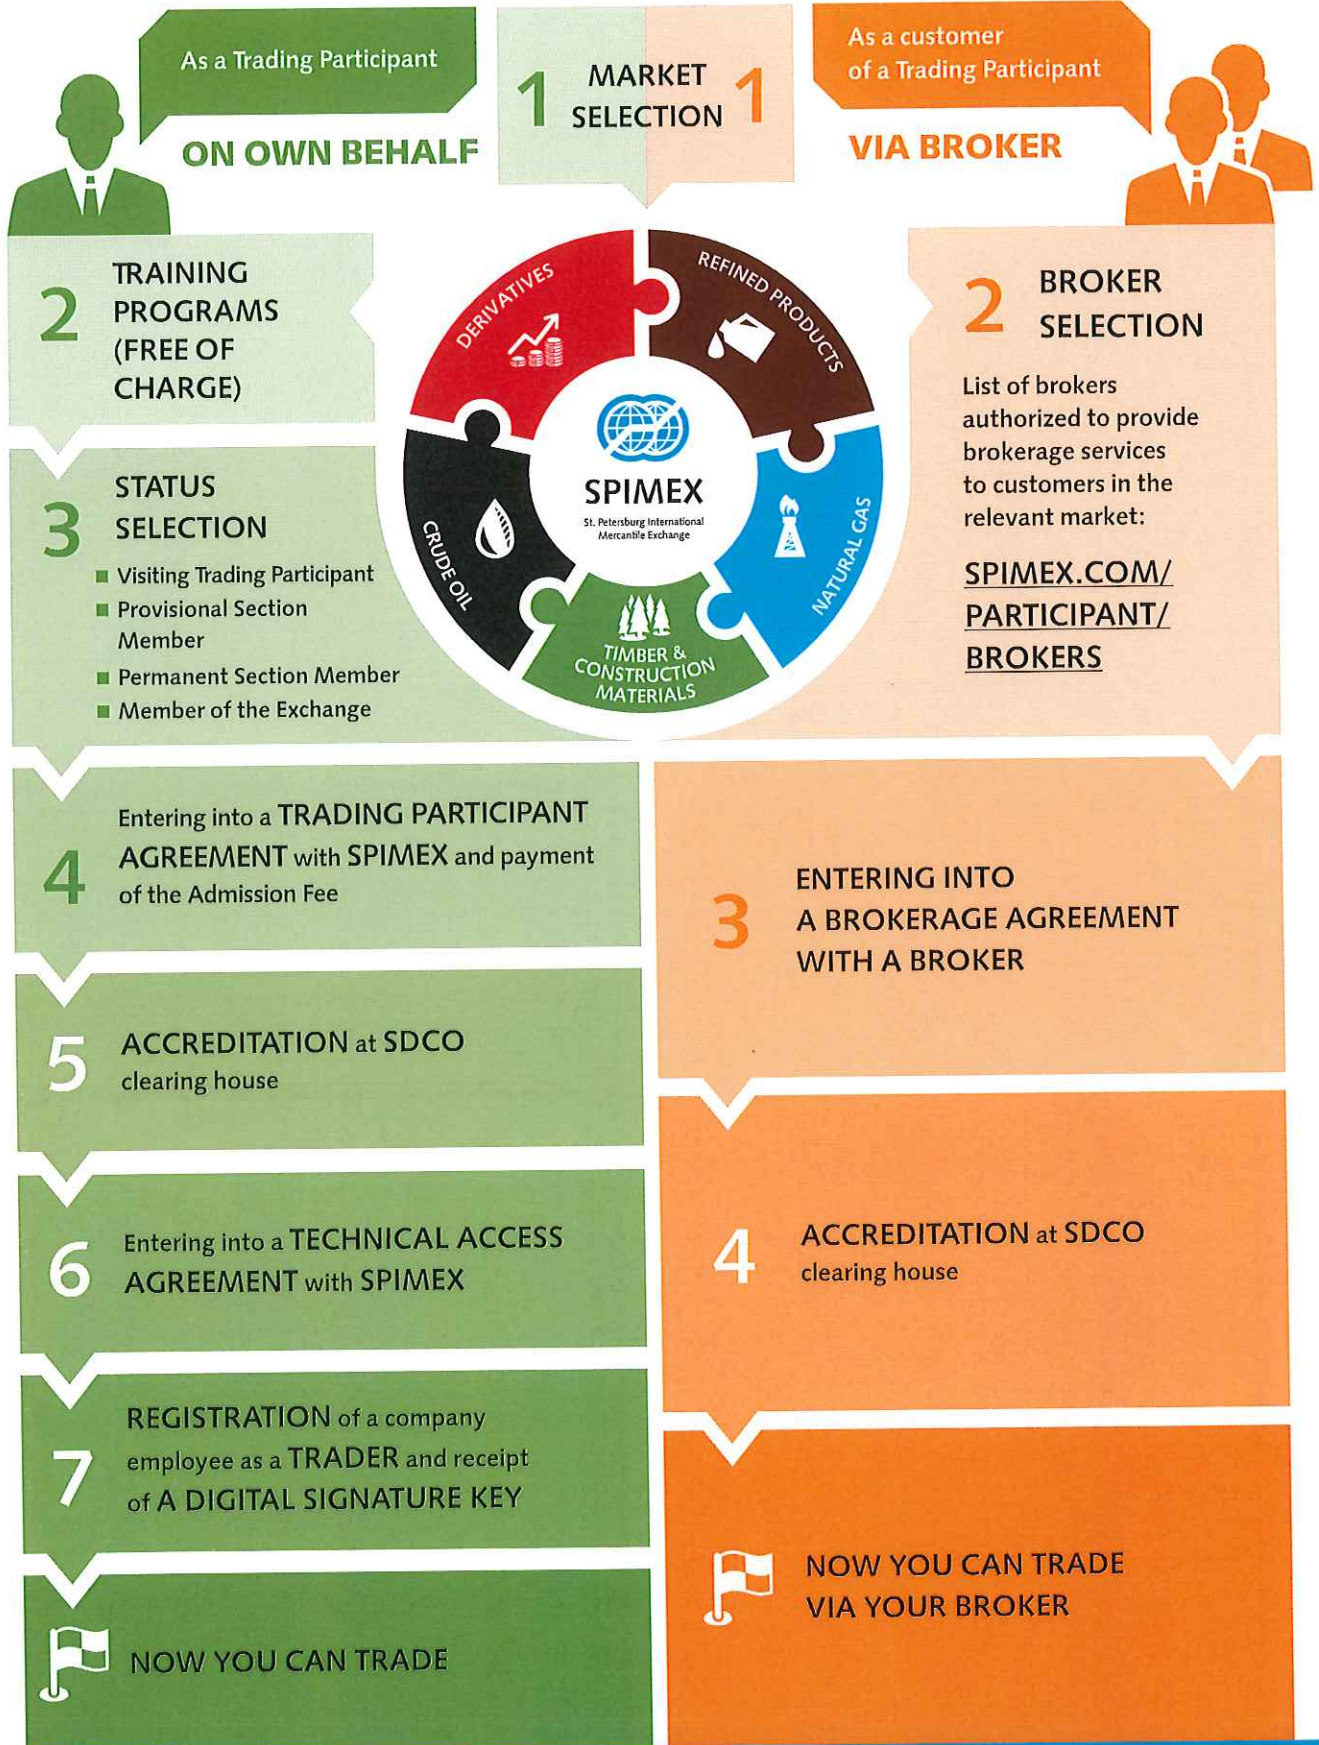 As a Trading Participant
ON OWN BEHALF
1
MARKET
SELECTION
1
As a customer
of a Trading Participant
VIA BROKER
2
TRAINING
PROGRAMS
(FREE OF
CHARGE)
3
STATUS
SELECTION
■ Visiting Trading Participant
■ Provisional Section
Member
■ Permanent Section Member
■ Member of the Exchange
DERIVATIVES
REFINED PRODUCTS
CRUDE OIL
NATURAL GAS
TIMBER &
CONSTRUCTION
MATERIALS
SPIMEX
St. Petersburg International
Mercantile Exchange
2
BROKER
SELECTION
List of brokers
authorized to provide
brokerage services
to customers in the
relevant market:
SPIMEX.COM/
PARTICIPANT/
BROKERS
4
Entering into a TRADING PARTICIPANT
AGREEMENT with SPIMEX and payment
of the Admission Fee
5
ACCREDITATION at SDCO
clearing house
6
Entering into a TECHNICAL ACCESS
AGREEMENT with SPIMEX
7
REGISTRATION of a company
employee as a TRADER and receipt
of A DIGITAL SIGNATURE KEY
NOW YOU CAN TRADE
3
ENTERING INTO
A BROKERAGE AGREEMENT
WITH A BROKER
4
ACCREDITATION at SDCO
clearing house
NOW YOU CAN TRADE
VIA YOUR BROKER